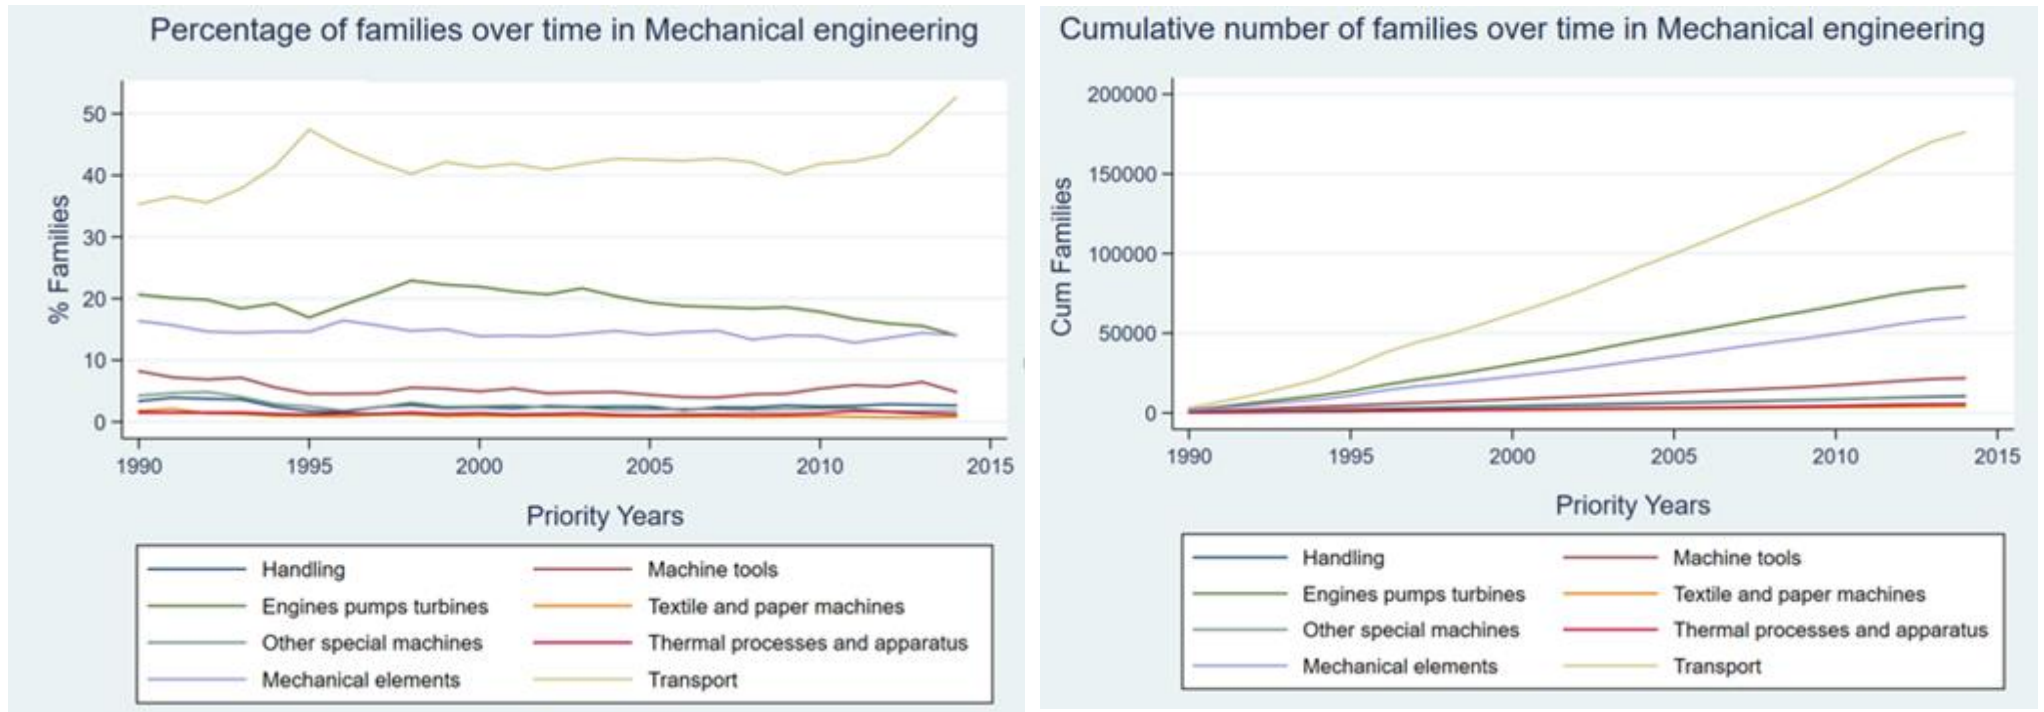 Percentage of families over time in Mechanical engineering
% Families
50
40
30
20
10
0
1990 1995 2000 2005 2010 2015
Priority Years
Handling Machine tools
Engines pumps turbines Textile and paper machines
Other special machines Thermal processes and apparatus
Mechanical elements Transport
Cumulative number of families over time in Mechanical engineering
Cum Families
200000
150000
100000
50000
0
1990 1995 2000 2005 2010 2015
Priority Years
Handling Machine tools
Engines pumps turbines Textile and paper machines
Other special machines Thermal processes and apparatus
Mechanical elements Transport